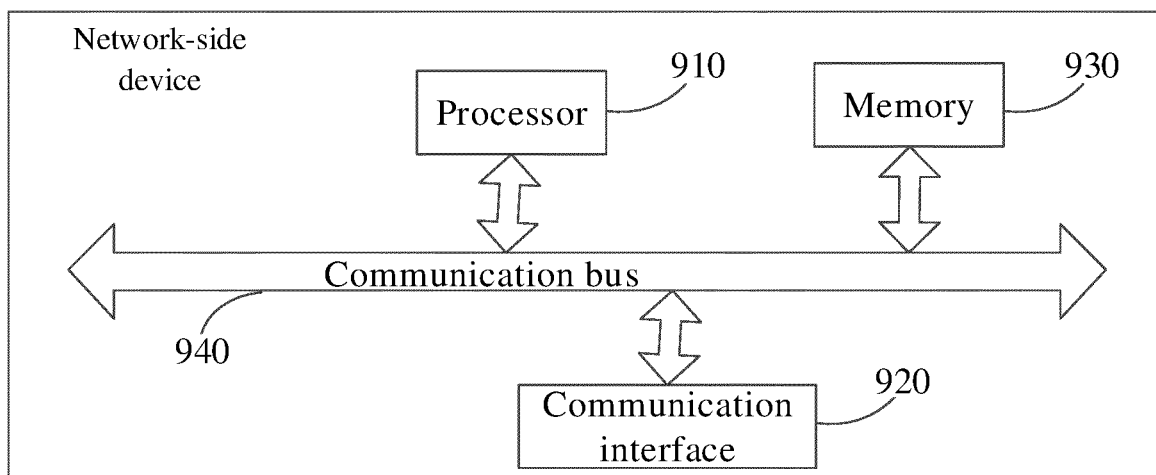 Network-side
device
910
Processor
930
Memory
Communication bus
940
920
Communication
interface